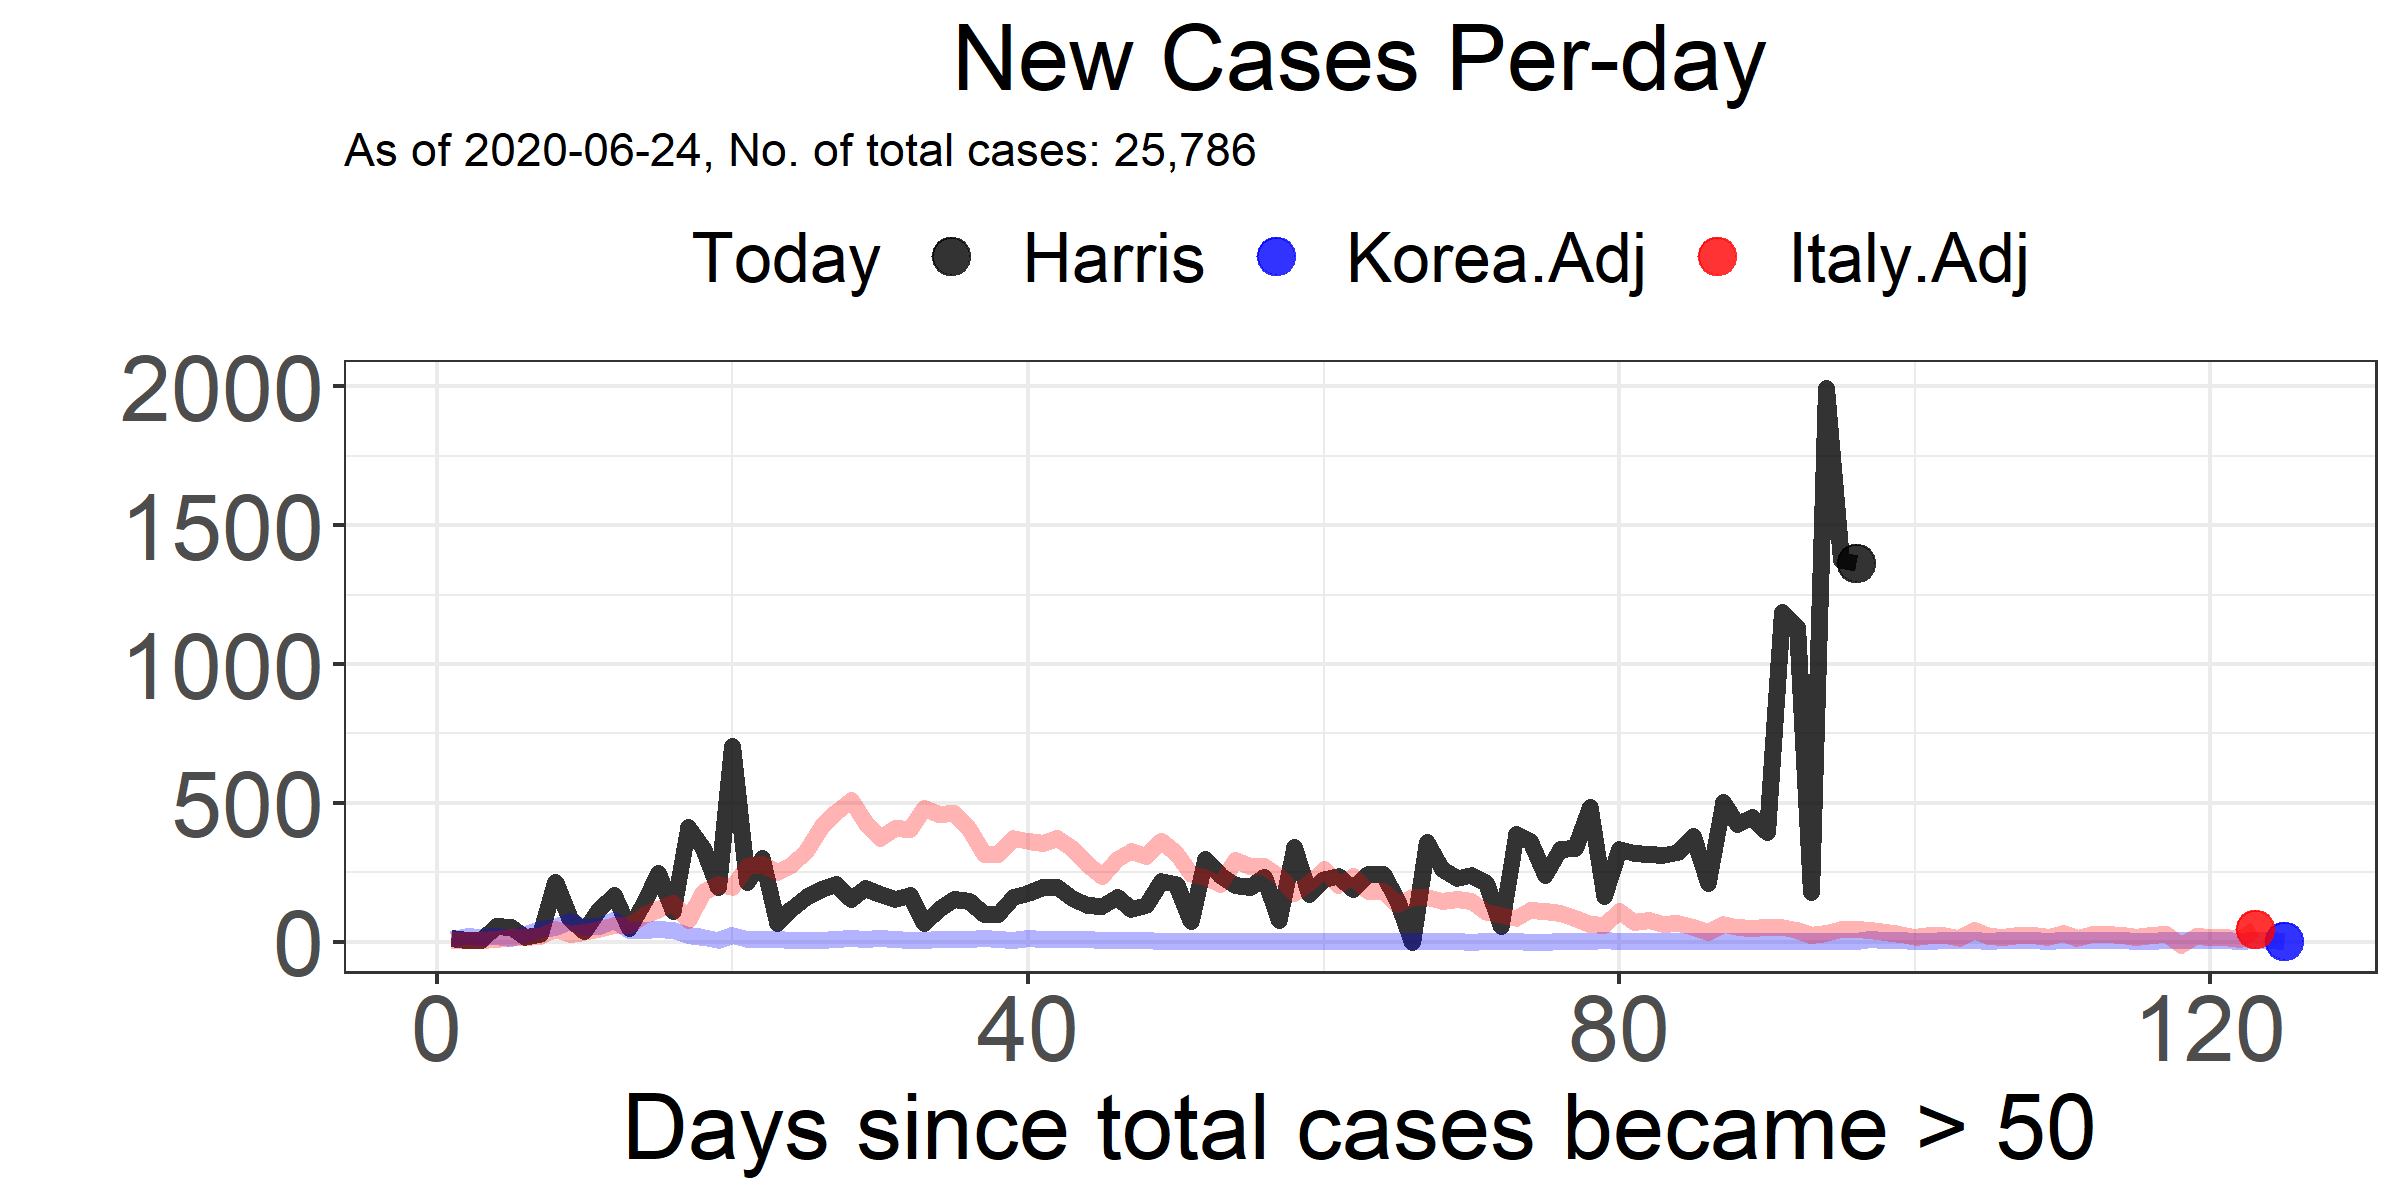 New Cases Per-day
As of 2020-06-24, No. of total cases: 25,786
Today Harris Korea.Adj Italy.Adj
2000
1500
1000
500
0
0 40 80 120
Days since total cases became > 50